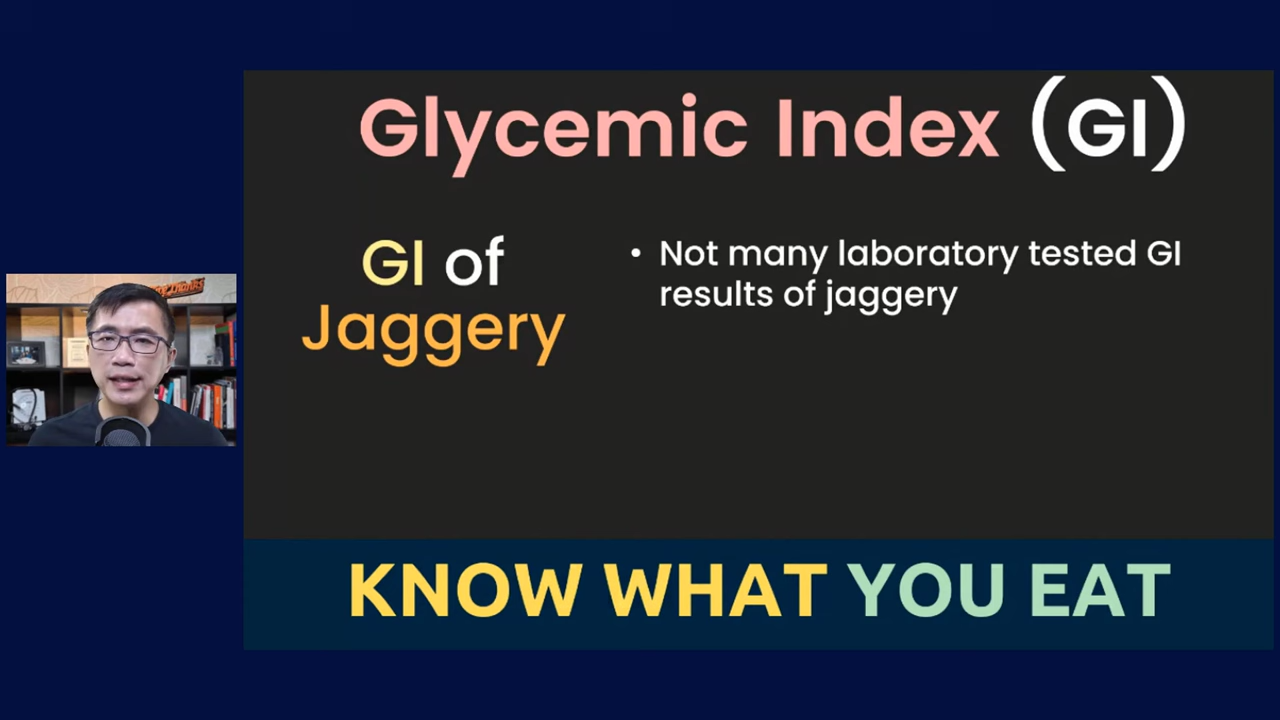 Glycemic Index (GI)
GI of
Jaggery
• Not many laboratory tested GI
results of jaggery
KNOW WHAT YOU EAT